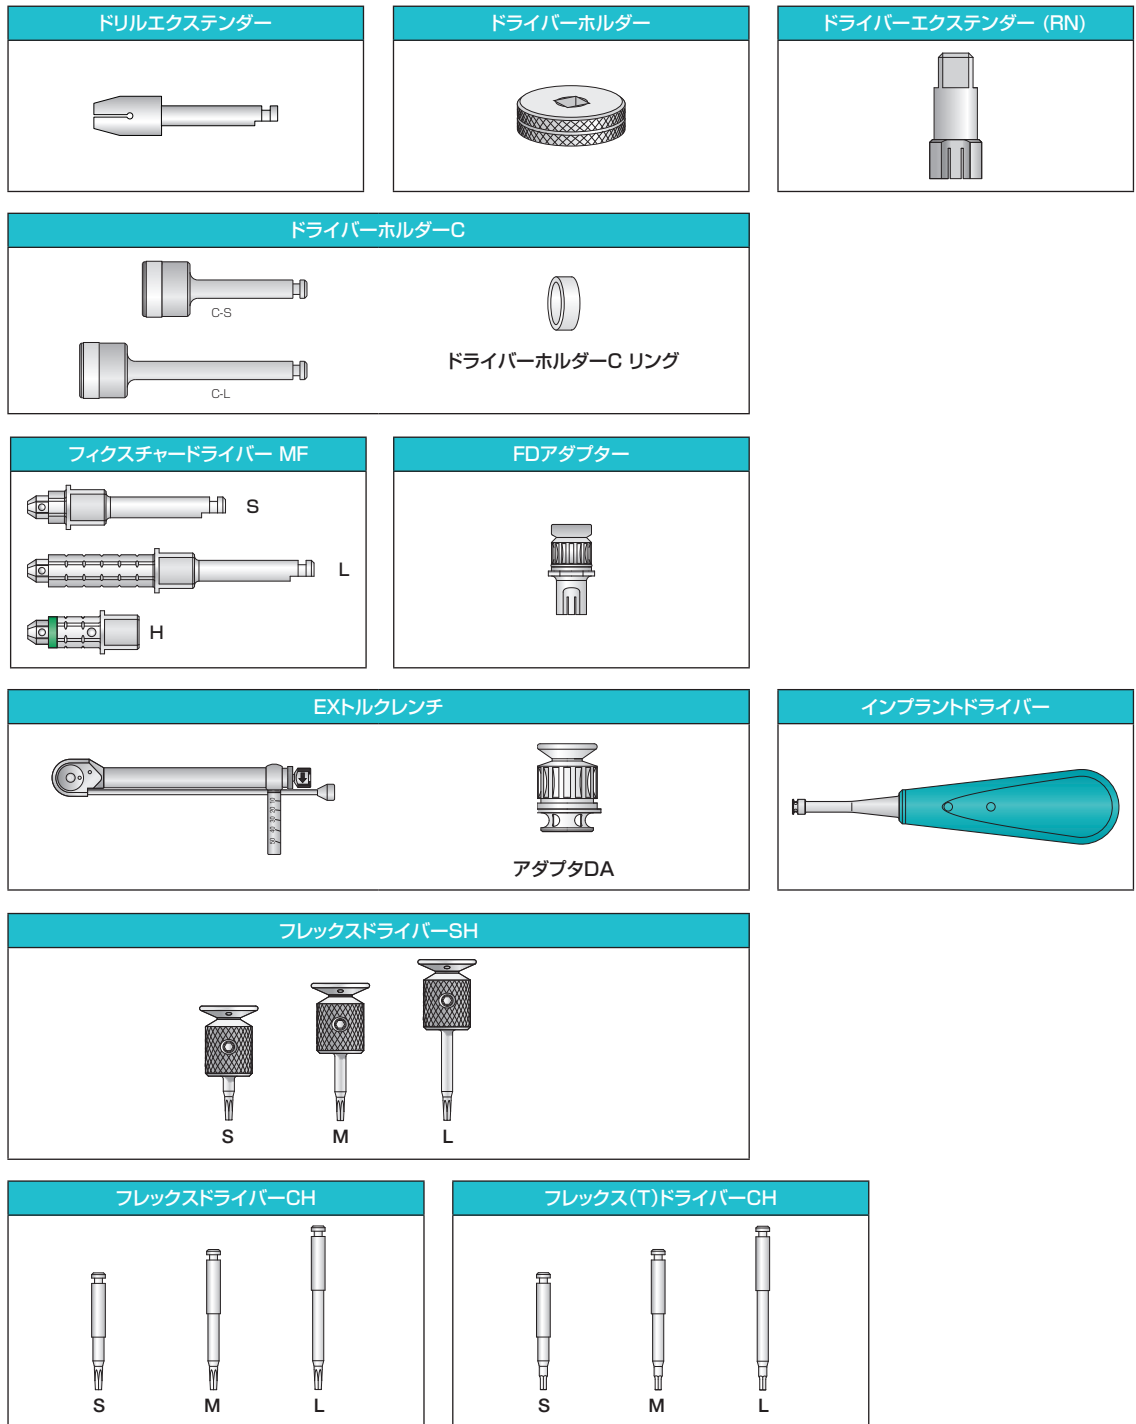 ドリルエクステンダー
ドライバーホルダー
ドライバーエクステンダー (RN)
ドライバーホルダーC
C-S
C-L
ドライバーホルダーC リング
フィクスチャードライバー MF
S
L
H
FDアダプター
EXトルクレンチ
10
20
30
40
50
アダプタDA
インプラントドライバー
フレックスドライバーSH
S
M
L
フレックスドライバーCH
S
M
L
フレックス(T)ドライバーCH
S
M
L